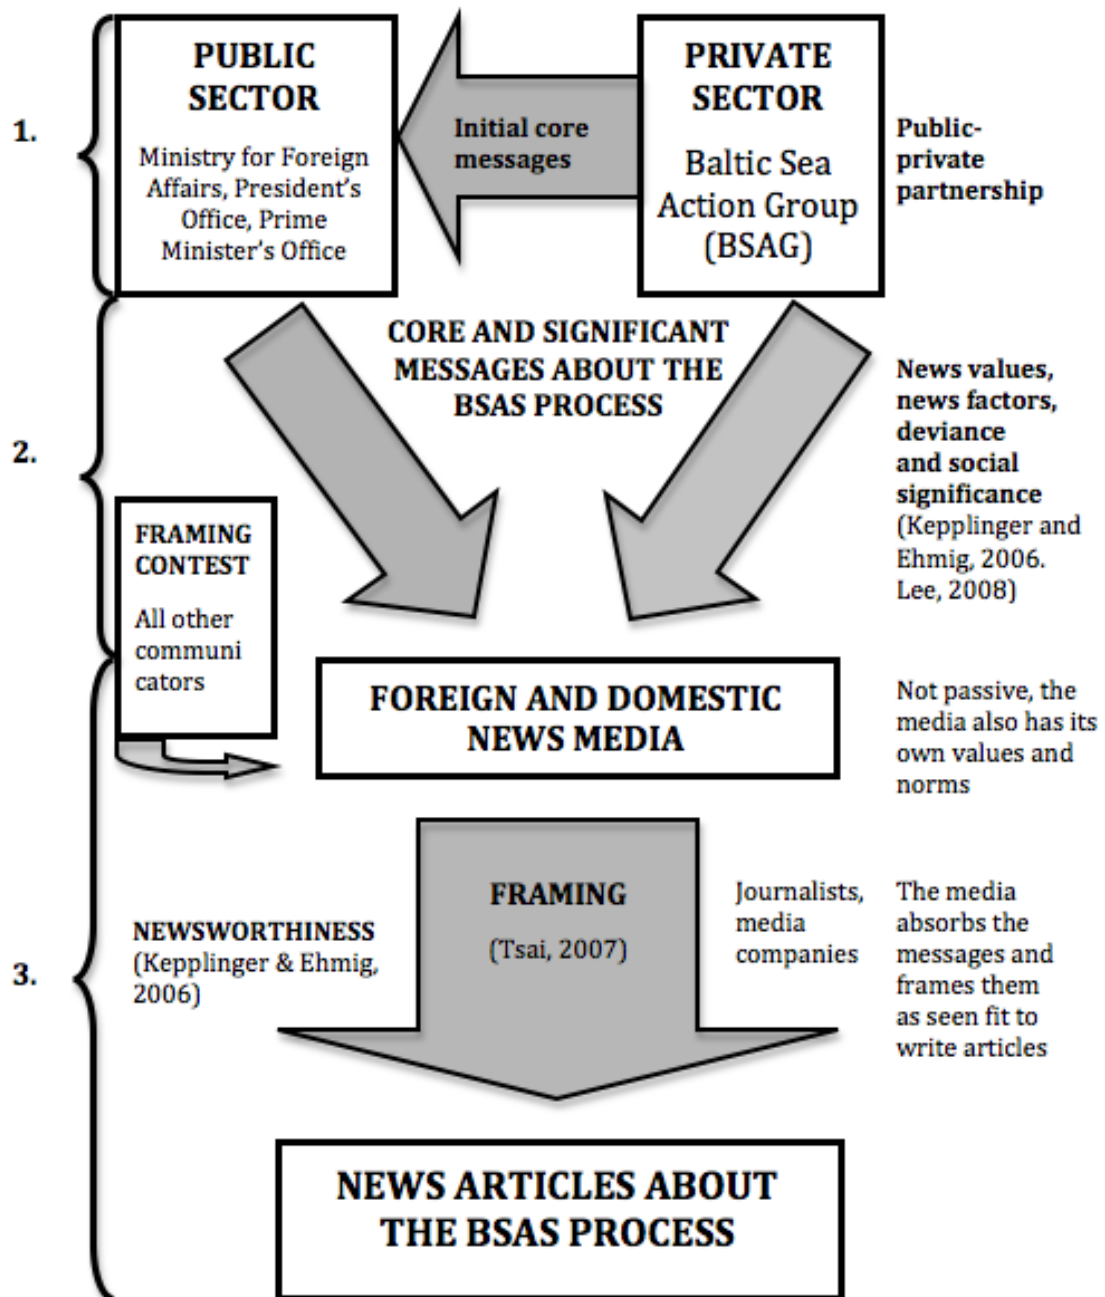 1.
PUBLIC
SECTOR
Ministry for Foreign
Affairs, President's
Office, Prime
Minister's Office
Initial core
messages
PRIVATE
SECTOR
Baltic Sea
Action Group
(BSAG)
Public-
private
partnership
2.
CORE AND SIGNIFICANT
MESSAGES ABOUT THE
BSAS PROCESS
News values,
news factors,
deviance
and social
significance
(Kepplinger and
Ehmig, 2006.
Lee, 2008)
FRAMING
CONTEST
All other
communi
cators
FOREIGN AND DOMESTIC
NEWS MEDIA
Not passive, the
media also has its
own values and
norms
3.
NEWSWORTHINESS
(Kepplinger & Ehmig,
2006)
FRAMING
(Tsai, 2007)
Journalists,
media
companies
The media
absorbs the
messages and
frames them
as seen fit to
write articles
NEWS ARTICLES ABOUT
THE BSAS PROCESS